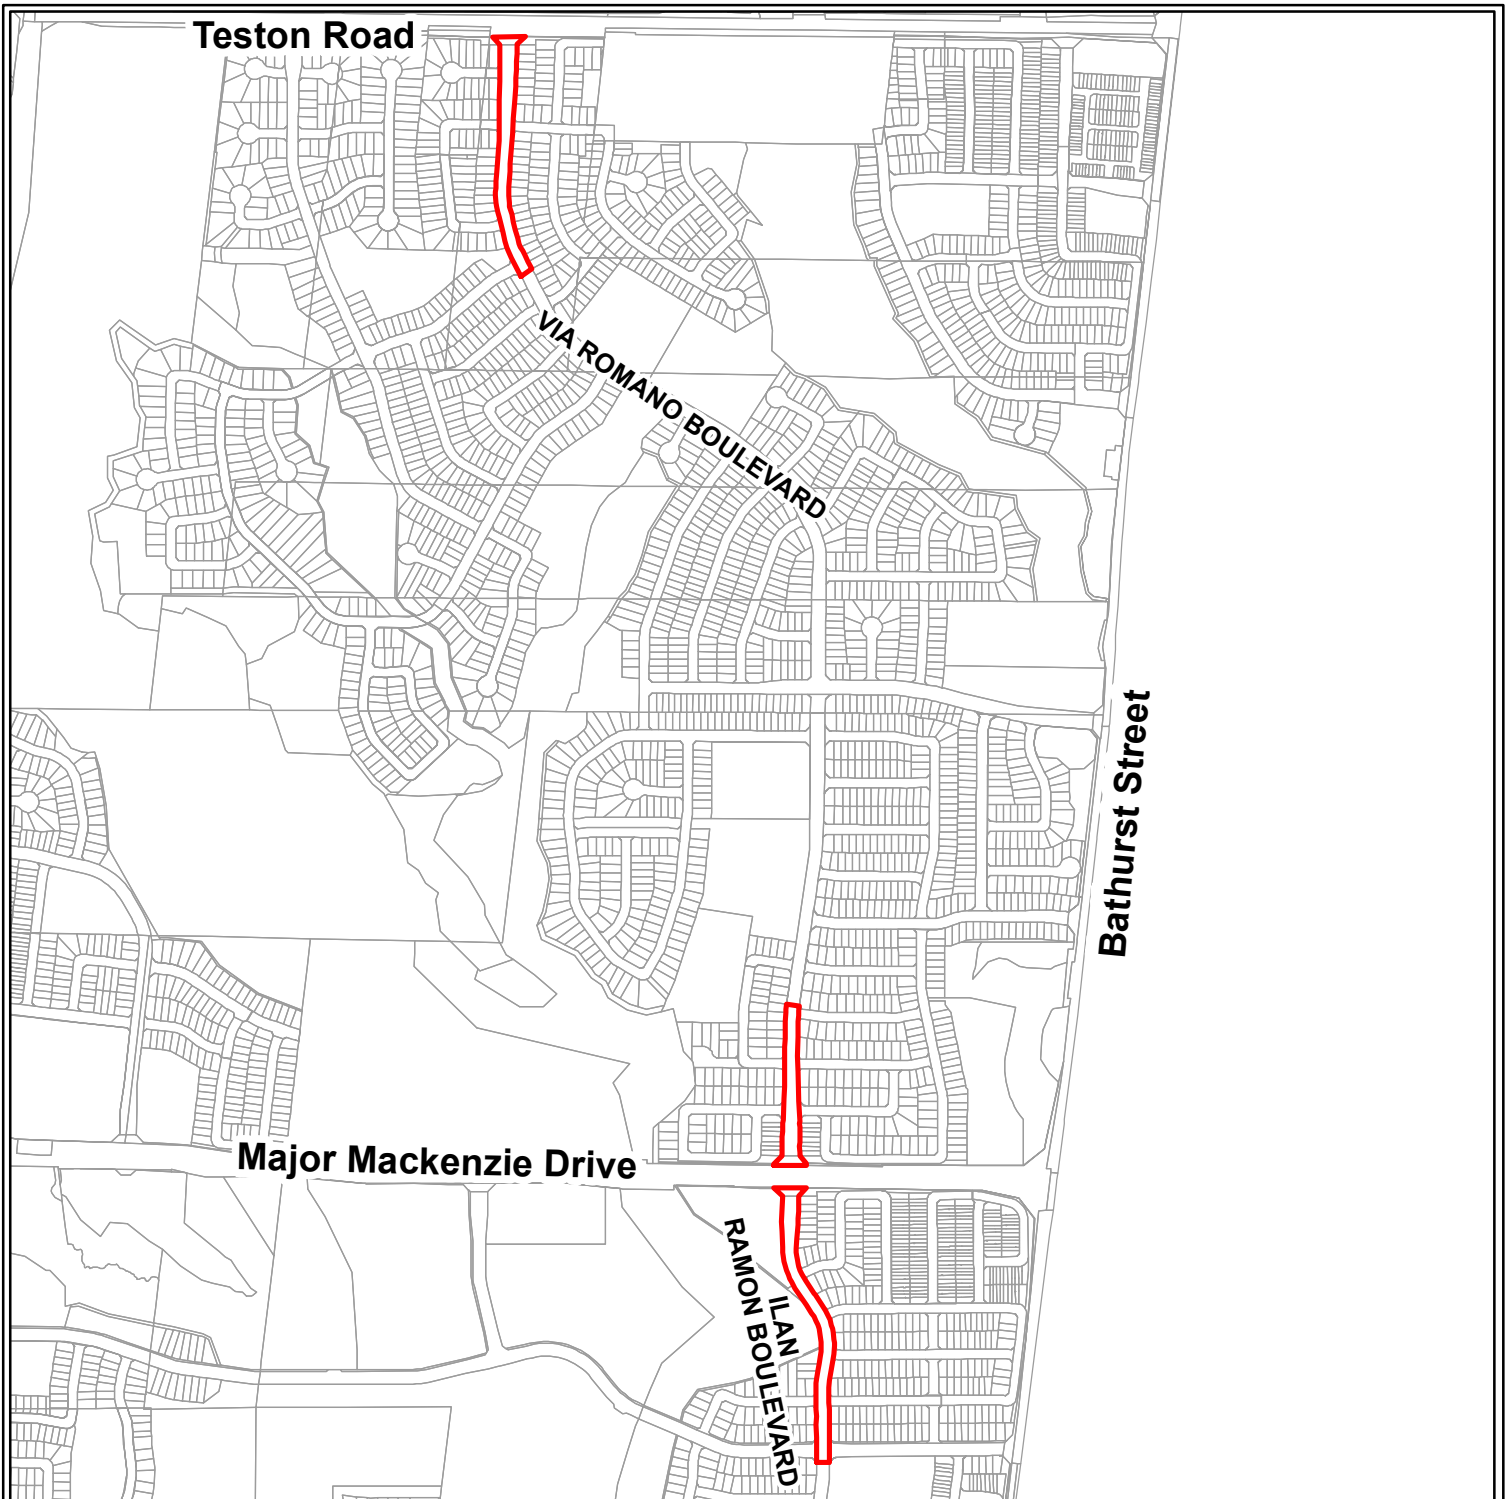 Teston Road
VIA ROMANO BOULEVARD
Bathurst Street
Major Mackenzie Drive
ILAN
RAMON BOULEVARD